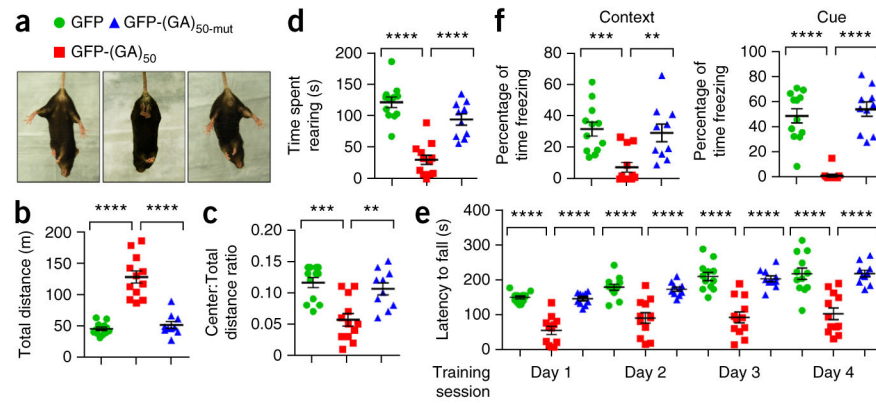 a
GFP
GFP-(GA)50-mut
GFP-(GA)50
b
Total distance (m)
200
150
100
50
0
****
****
c
Center:Total
distance ratio
0.20
0.15
0.10
0.05
0
***
**
d
Time spent
rearing (s)
200
150
100
50
0
****
****
f
Context
Percentage of
time freezing
100
80
60
40
20
0
***
**
Cue
Percentage of
time freezing
100
80
60
40
20
0
****
****
e
Latency to fall (s)
400
300
200
100
0
****
****
****
****
****
****
****
****
Training
session
Day 1
Day 2
Day 3
Day 4